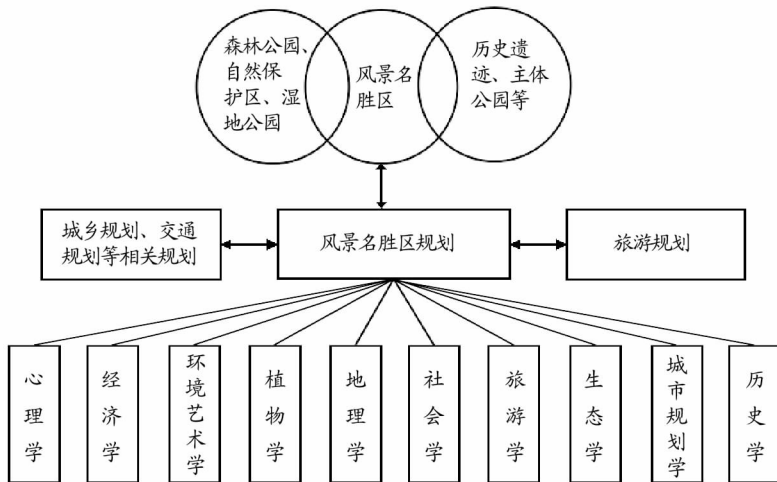 森林公园、
自然保
护区、湿
地公园
风景名
胜区
历史遗
迹、主体
公园等
城乡规划、交通
规划等相关规划
风景名胜区规划
旅游规划
心理学
经济学
环境艺术学
植物学
地理学
社会学
旅游学
生态学
城市规划学
历史学